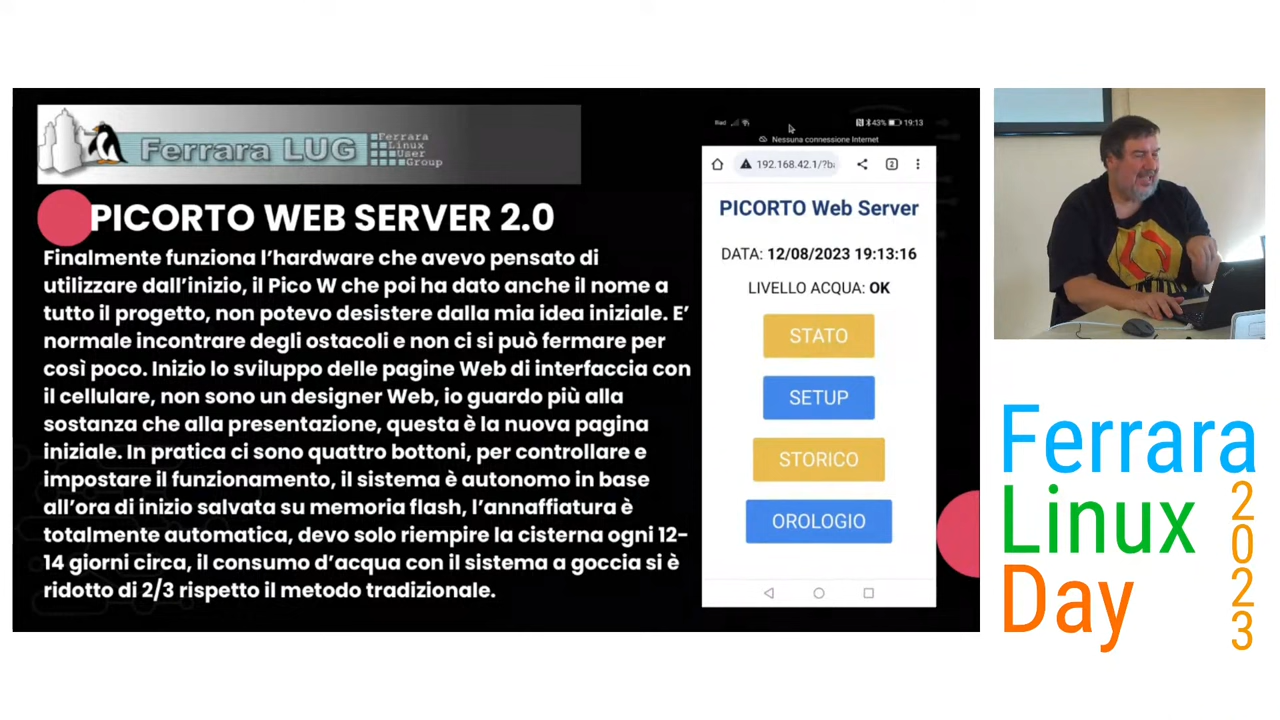 Ferrara LUG
Ferrara
Linux
User
Group
PICORTO WEB SERVER 2.0
Finalmente funziona l'hardware che avevo pensato di
utilizzare dall'inizio, il Pico W che poi ha dato anche il nome a
tutto il progetto, non potevo desistere dalla mia idea iniziale. E'
normale incontrare degli ostacoli e non ci si può fermare per
così poco. Inizio lo sviluppo delle pagine Web di interfaccia con
il cellulare, non sono un designer Web, io guardo più alla
sostanza che alla presentazione, questa è la nuova pagina
iniziale. In pratica ci sono quattro bottoni, per controllare e
impostare il funzionamento, il sistema è autonomo in base
all'ora di inizio salvata su memoria flash, l'annaffiatura è
totalmente automatica, devo solo riempire la cisterna ogni 12-
14 giorni circa, il consumo d'acqua con il sistema a goccia si è
ridotto di 2/3 rispetto il metodo tradizionale.
43% 19:13
Nessuna connessione Internet
192.168.42.1/?b
2
PICORTO Web Server
DATA: 12/08/2023 19:13:16
LIVELLO ACQUA: OK
STATO
SETUP
STORICO
OROLOGIO
Ferrara
Linux
Day
2023